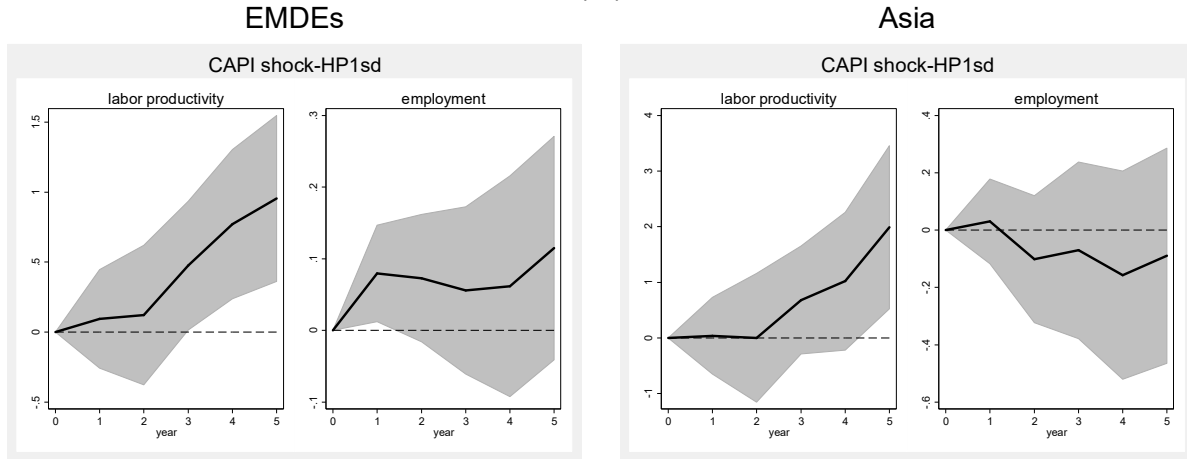 EMDEs
CAPI shock-HP1sd
labor productivity
employment
1.5
1
.5
0
-.5
0 1 2 3 4 5
year
.3
.2
.1
0
-.1
0 1 2 3 4 5
year
Asia
CAPI shock-HP1sd
labor productivity
employment
4
3
2
1
0
-1
0 1 2 3 4 5
year
.4
.2
0
-.2
-.4
-.6
0 1 2 3 4 5
year